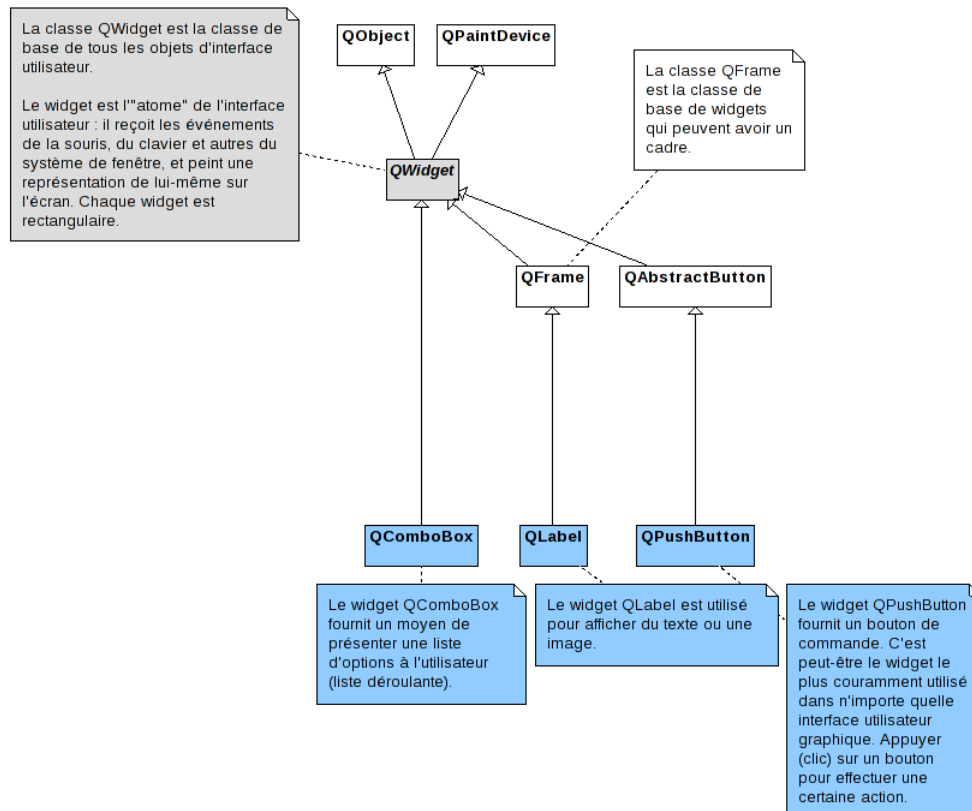 La classe QWidget est la classe de
base de tous les objets d'interface
utilisateur.
Le widget est l'"atome" de l'interface
utilisateur : il reçoit les événements
de la souris, du clavier et autres du
système de fenêtre, et peint une
représentation de lui-même sur
l'écran. Chaque widget est
rectangulaire.
QObject
QPaintDevice
La classe QFrame
est la classe de
base de widgets
qui peuvent avoir un
cadre.
QWidget
QFrame
QAbstractButton
QComboBox
QLabel
QPushButton
Le widget QComboBox
fournit un moyen de
présenter une liste
d'options à l'utilisateur
(liste déroulante).
Le widget QLabel est utilisé
pour afficher du texte ou une
image.
Le widget QPushButton
fournit un bouton de
commande. C'est
peut-être le widget le
plus couramment utilisé
dans n'importe quelle
interface utilisateur
graphique. Appuyer
(clic) sur un bouton
pour effectuer une
certaine action.